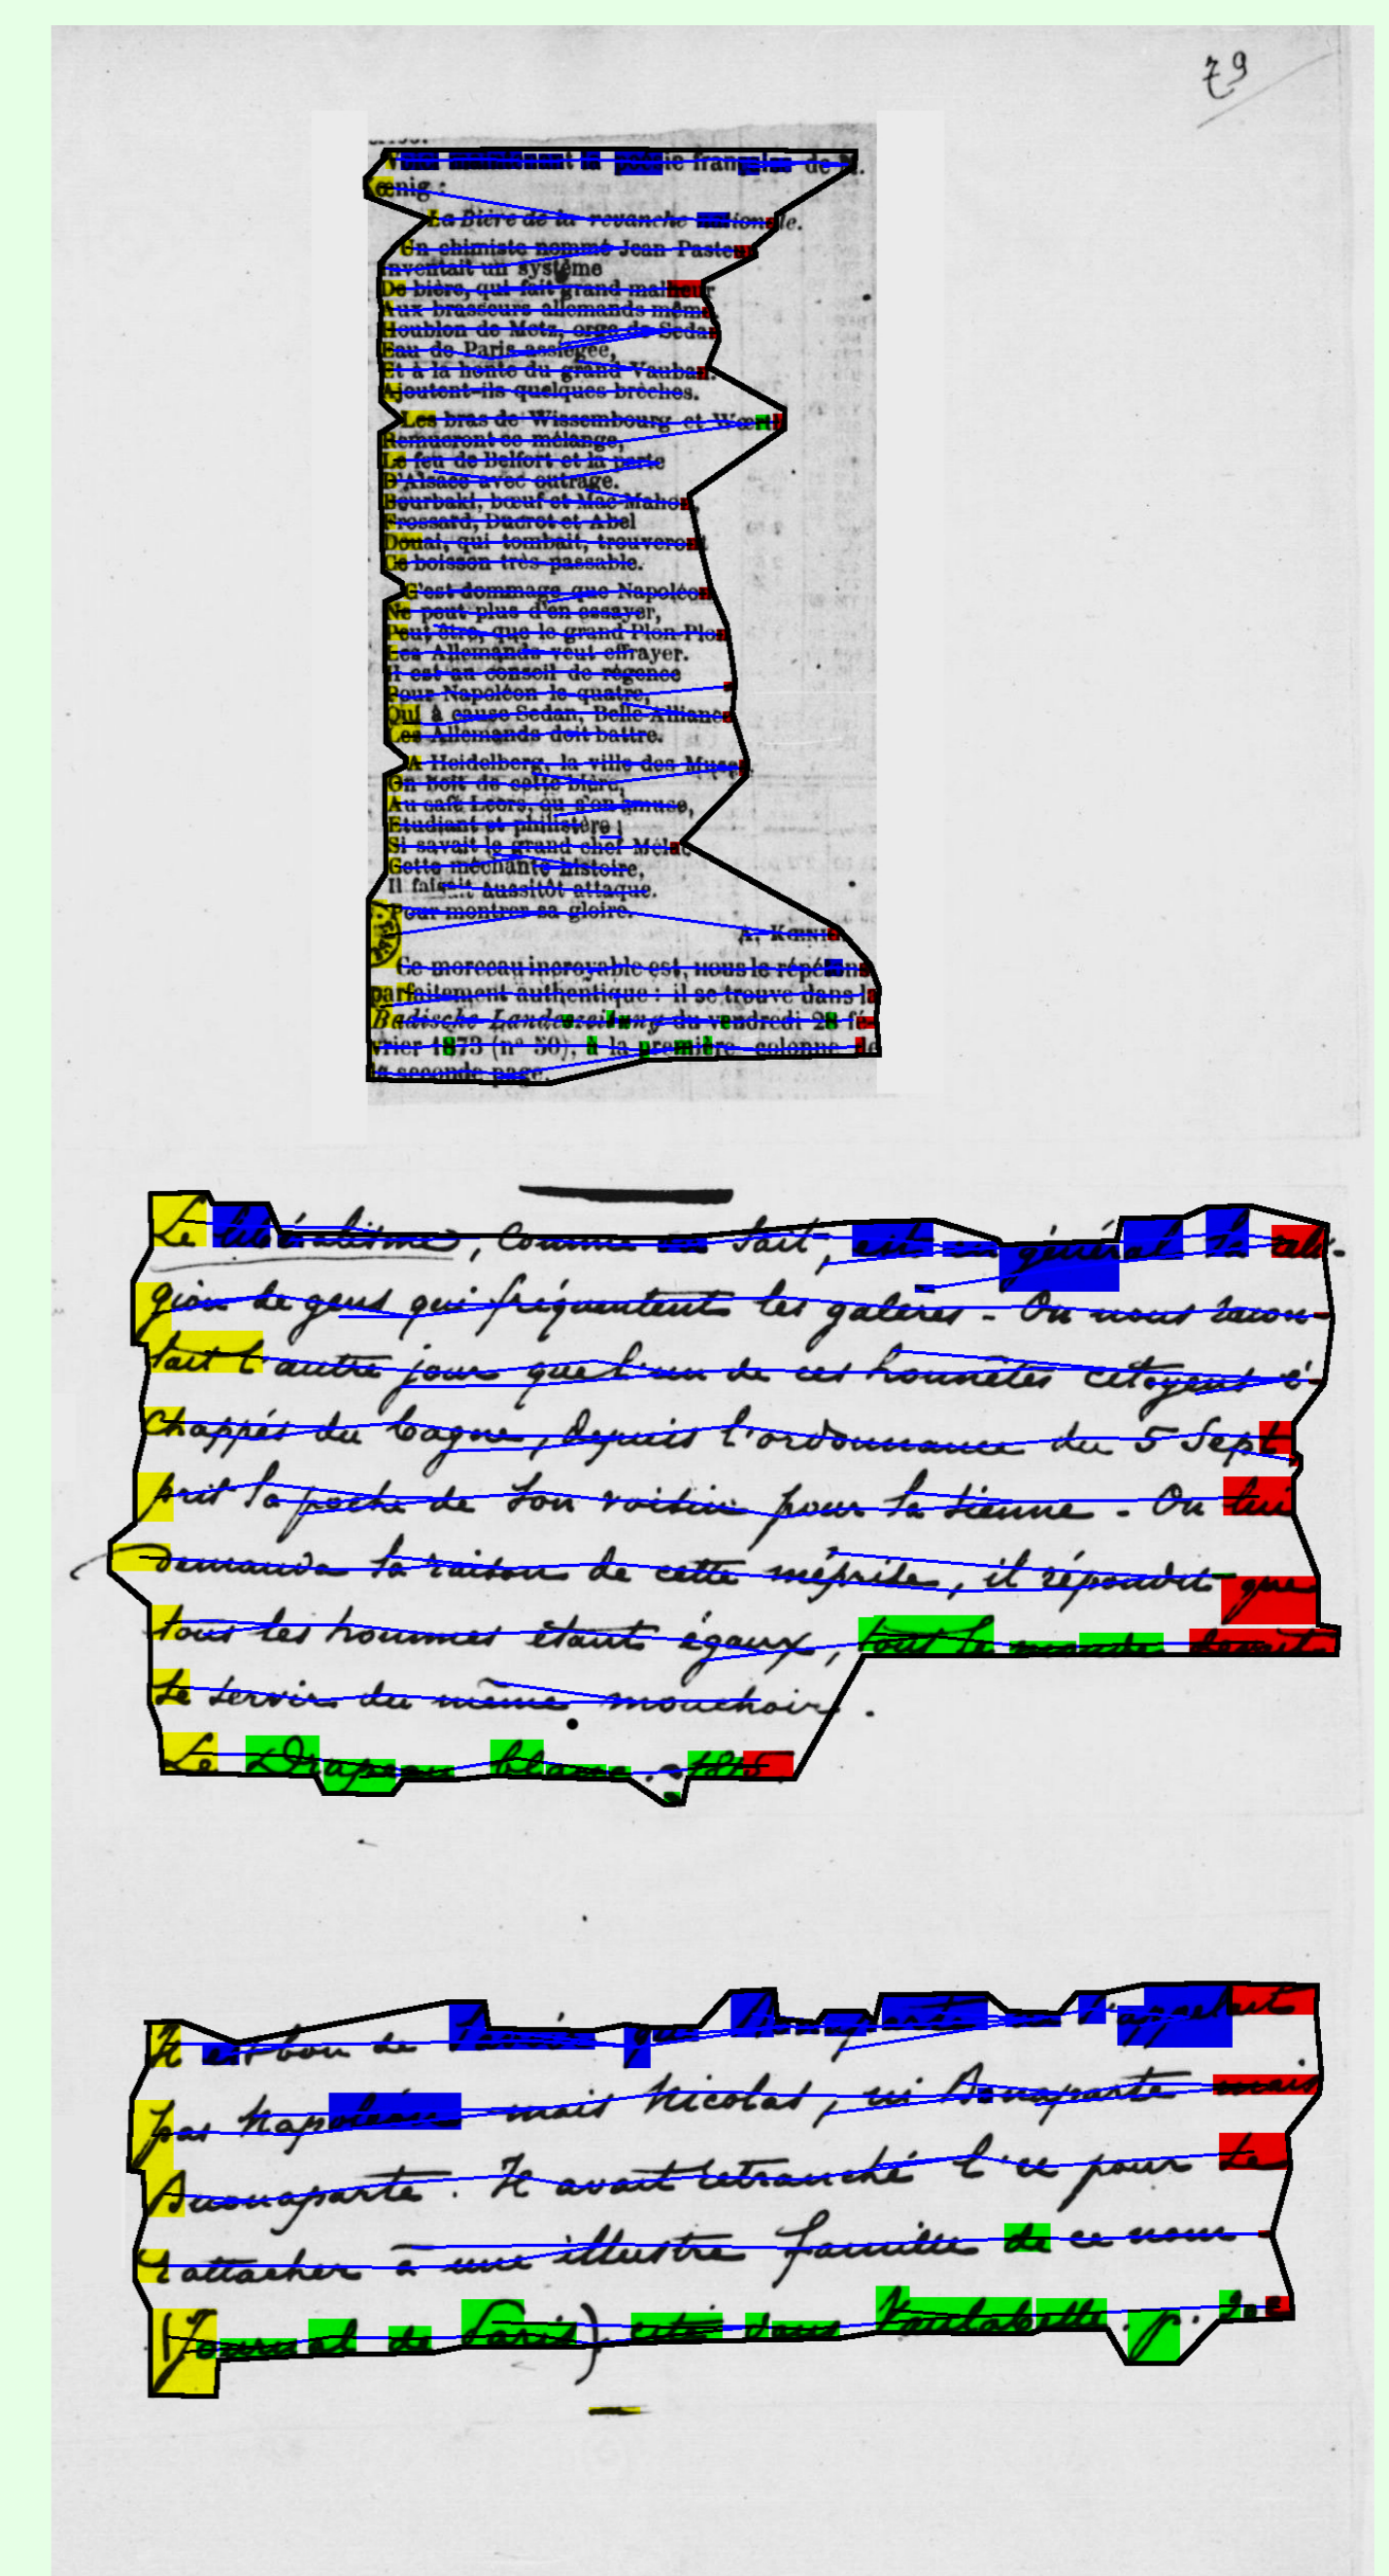 79
Voici maintenant la poésie française de M.
Kœnig :
La Bière de la revanche nationale.
Un chimiste nommé Jean Pasteur
Inventait un système
De bière, qui fait grand malheur
Aux brasseurs allemands même
Houblon de Metz, orge de Sedan
Eau de Paris assiégée,
Et à la honte du grand Vauban.
Ajoutent-ils quelques brèches.
Les bras de Wissembourg et Wœrth
Remueront ce mélange,
Le feu de Belfort et la perte
D'Alsace avec outrage.
Bourbaki, bœuf et Mac-Mahon,
Frossard, Ducrot et Abel
Douai, qui tombait, trouveront
Ce boisson très-passable.
C'est dommage que Napoléon
Ne peut plus d'en essayer,
Peut être, que le grand Plon-Plon
Les Allemands veut effrayer.
Il est au conseil de régence
Pour Napoléon le quatre,
Qui à cause Sedan, Belle-Alliance
Les Allemands doit battre.
A Heidelberg, la ville des Muses
On boit de cette bière,
Au café Leers, où s'en amuse,
Etudiant et philistère ;
Si savait le grand chef Mélac
Cette méchante histoire,
Il faisait aussitôt attaque.
Pour montrer sa gloire.
A. KŒNIG.
Ce morceau incroyable est, nous le répétons
parfaitement authentique : il se trouve dans la
Badische Landeszeitung du vendredi 28 fé-
vrier 1873 (n° 50), à la première colonne de
la seconde page.
Le libéralisme, comme on sait, est en général la reli-
gion de gens qui fréquentent les galères - On nous racon-
tait l'autre jour que l'un de ces honnêtes citoyens é-
chappés du bagne, depuis l'ordonnance du 5 Sept,
prit la poche de son voisin pour la sienne - On lui
demanda la raison de cette méprise, il répondit que
tous les hommes étant égaux, tout le monde devait
se servir du même mouchoir.
Le Drapeau blanc. - 1815.
Il est bon de savoir que Bonaparte ne s'appelait
pas Napoléon mais Nicolas, ni Bonaparte mais
Buonaparte. Il avait retranché l'u pour se
rattacher à une illustre famille de ce nom
(Journal de Paris) cité dans Vaulabelle. p. 20